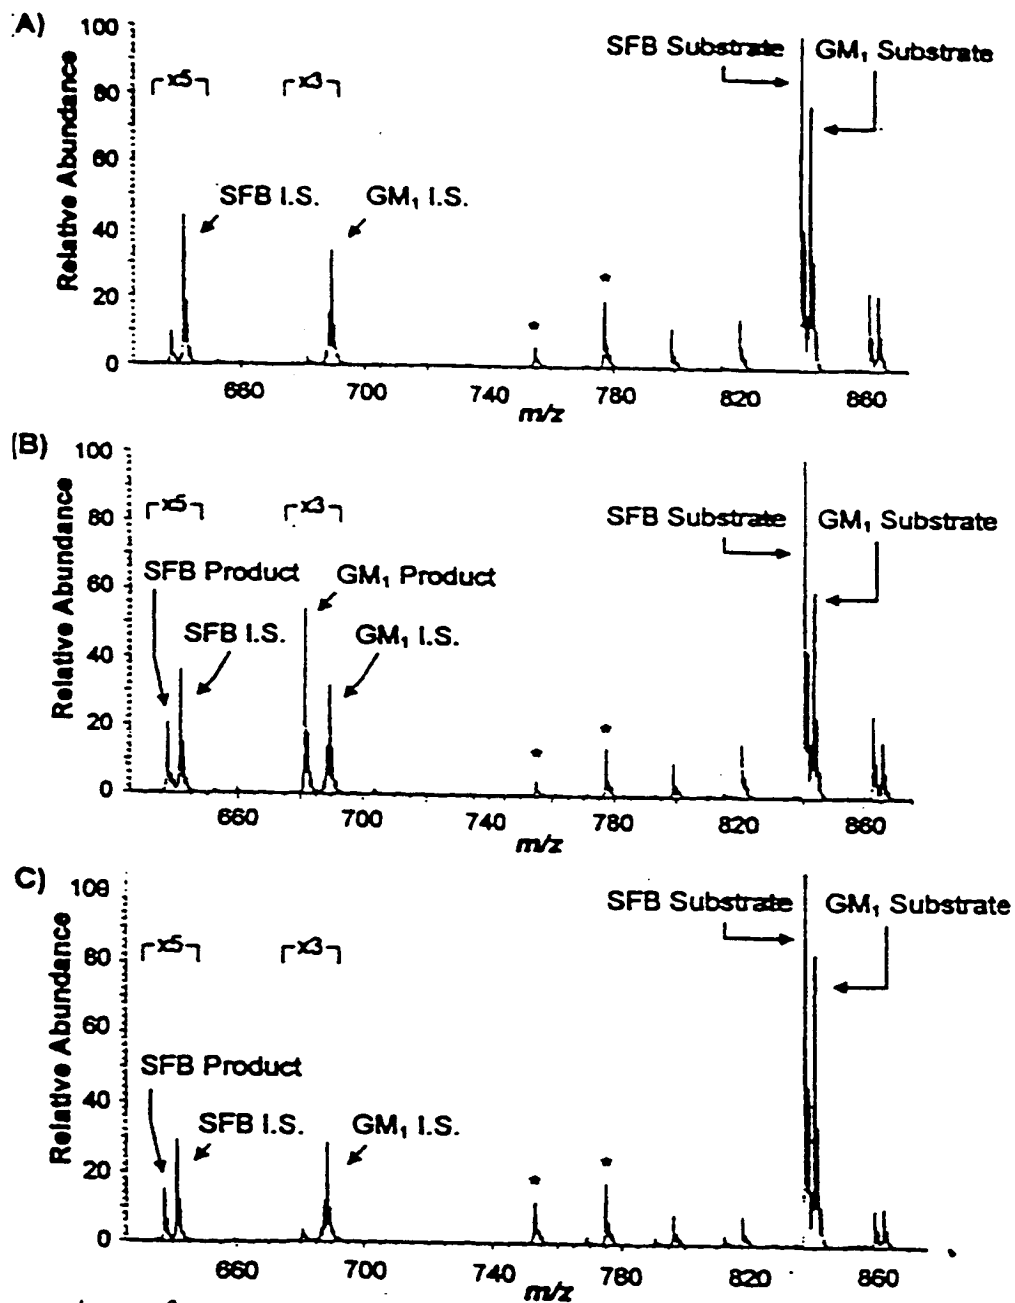 A)
100
80
60
40
20
0
Relative Abundance
x5
x3
SFB I.S.
GM₁ I.S.
*
*
SFB Substrate
GM₁ Substrate
660 700 740 780 820 860
m/z
(B)
100
80
60
40
20
0
Relative Abundance
x5
x3
SFB Product
SFB I.S.
GM₁ Product
GM₁ I.S.
*
*
SFB Substrate
GM₁ Substrate
660 700 740 780 820 860
m/z
C)
100
80
60
40
20
0
Relative Abundance
x5
x3
SFB Product
SFB I.S.
GM₁ I.S.
*
*
SFB Substrate
GM₁ Substrate
660 700 740 780 820 860
m/z